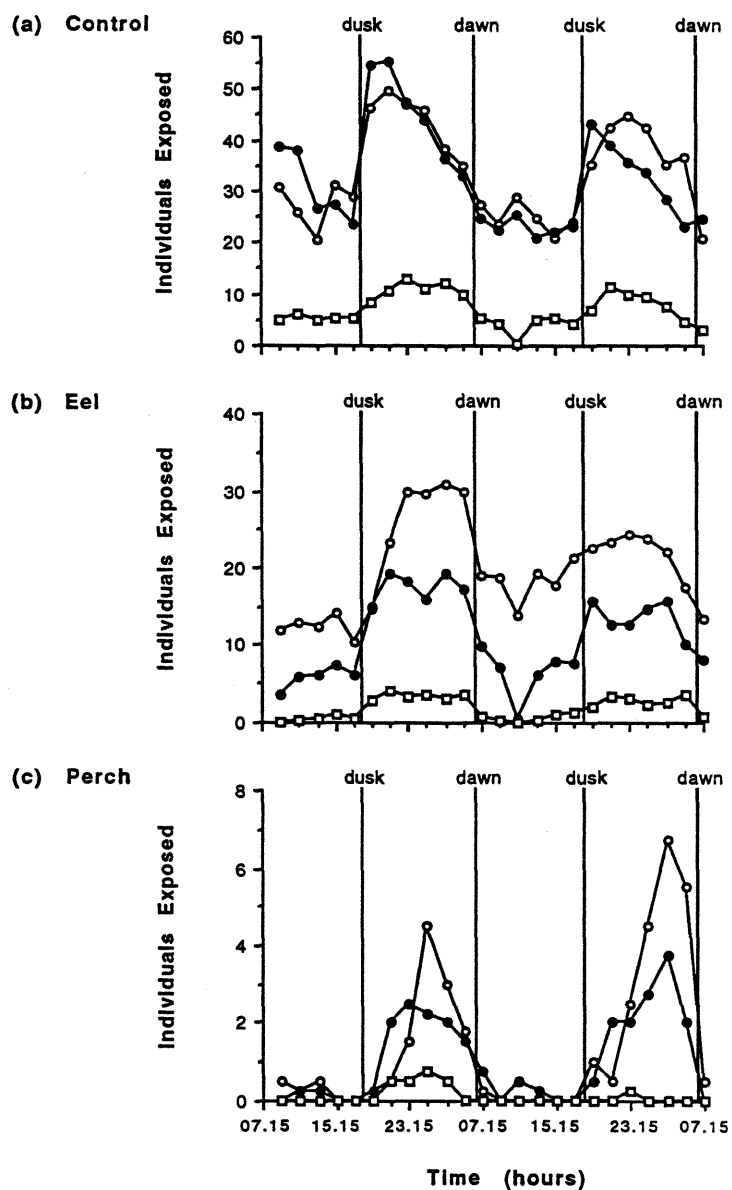 (a) Control
dusk dawn dusk dawn
60
50
40
30
20
10
0
Individuals Exposed
(b) Eel
dusk dawn dusk dawn
40
30
20
10
0
Individuals Exposed
(c) Perch
dusk dawn dusk dawn
8
6
4
2
0
Individuals Exposed
07.15 15.15 23.15 07.15 15.15 23.15 07.15
Time (hours)